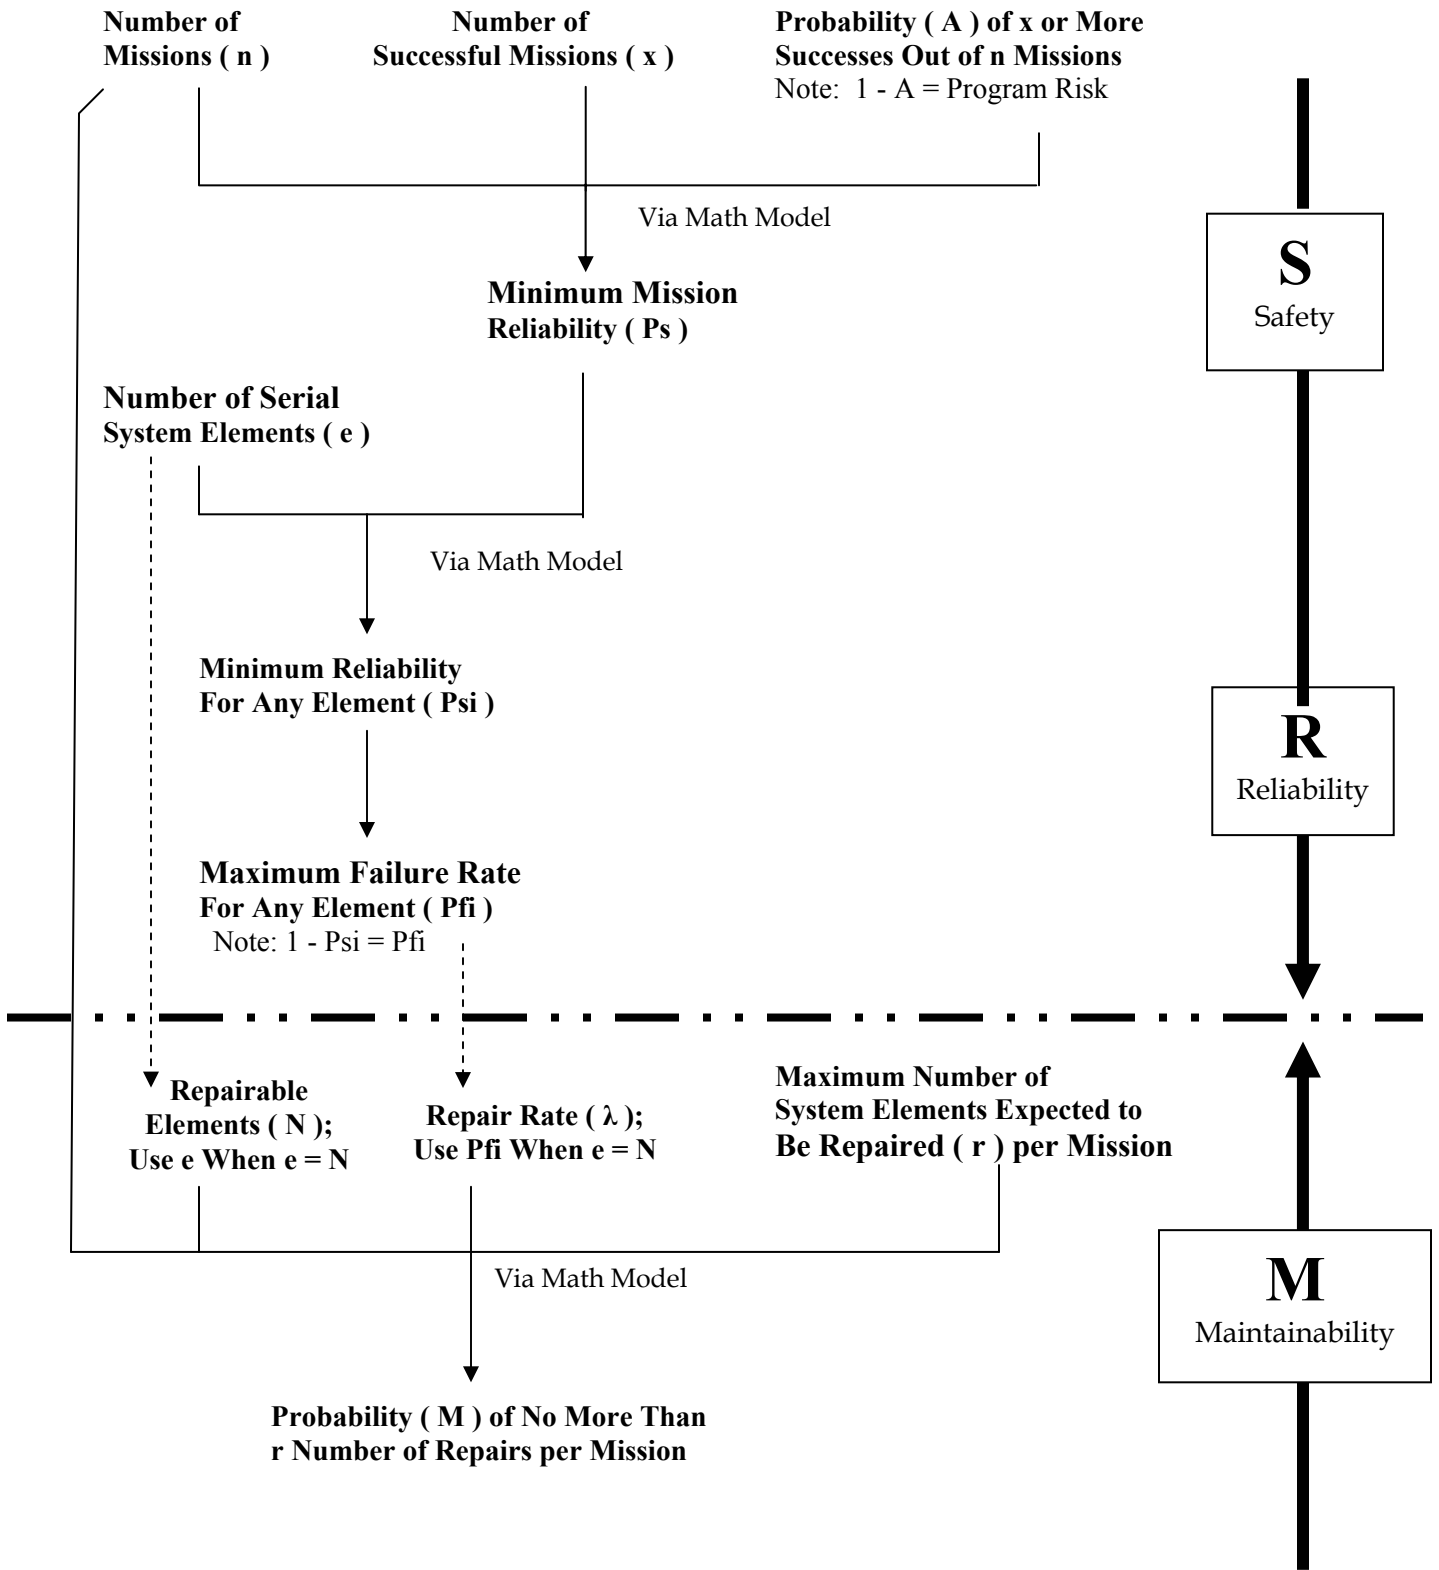 Number of
Missions ( n )
Number of
Successful Missions ( x )
Probability ( A ) of x or More
Successes Out of n Missions
Note:  1 - A = Program Risk
Via Math Model
S
Safety
Minimum Mission
Reliability ( Ps )
Number of Serial
System Elements ( e )
Via Math Model
Minimum Reliability
For Any Element ( Psi )
R
Reliability
Maximum Failure Rate
For Any Element ( Pfi )
Note: 1 - Psi = Pfi
Repairable
Elements ( N );
Use e When e = N
Repair Rate ( λ );
Use Pfi When e = N
Maximum Number of
System Elements Expected to
Be Repaired ( r ) per Mission
Via Math Model
M
Maintainability
Probability ( M ) of No More Than
r Number of Repairs per Mission